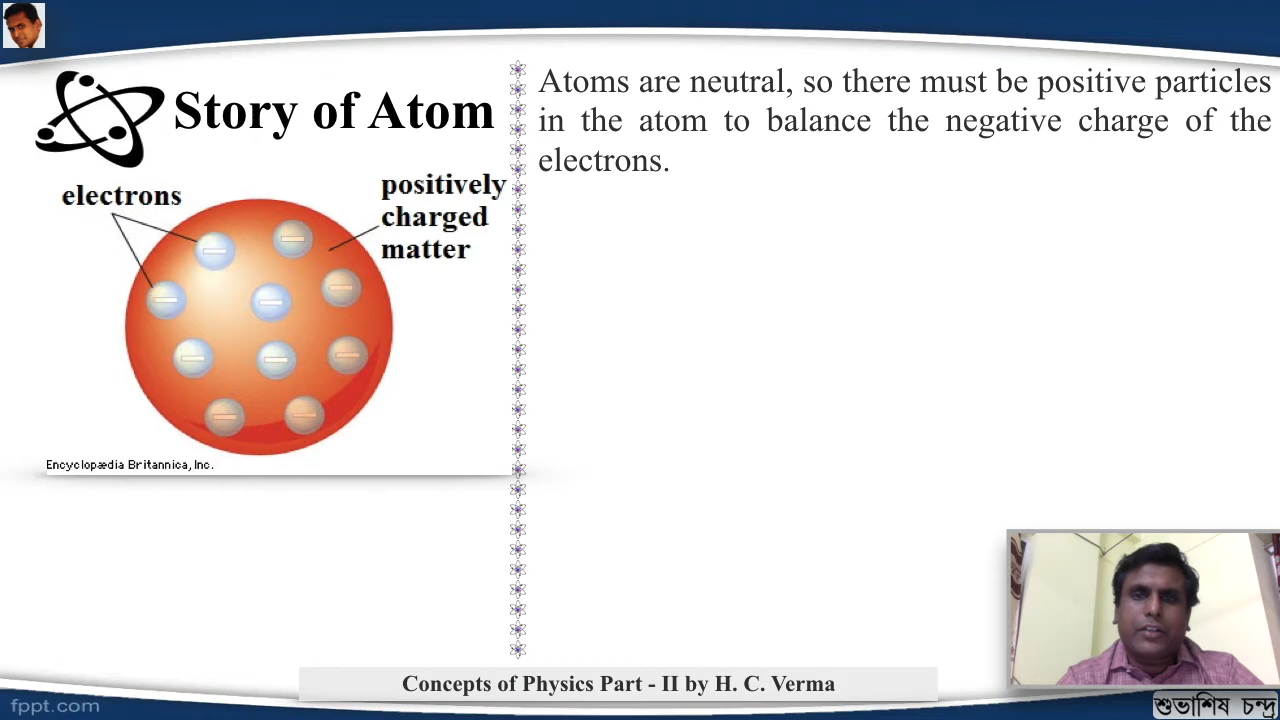 Story of Atom
electrons
positively
charged
matter
Encyclopædia Britannica, Inc.
Atoms are neutral, so there must be positive particles
in the atom to balance the negative charge of the
electrons.
Concepts of Physics Part - II by H. C. Verma
fppt.com
শুভাশিষ চন্দ্র